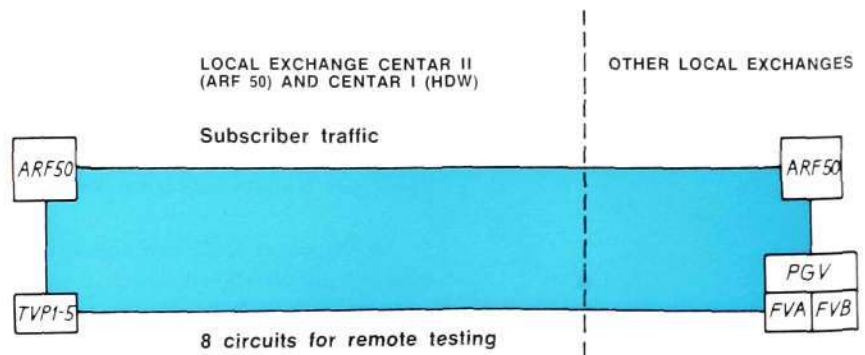 LOCAL EXCHANGE CENTAR II
(ARF 50) AND CENTAR I (HDW)
OTHER LOCAL EXCHANGES
Subscriber traffic
ARF50
ARF50
PGV
TVP1-5
FVA FVB
8 circuits for remote testing